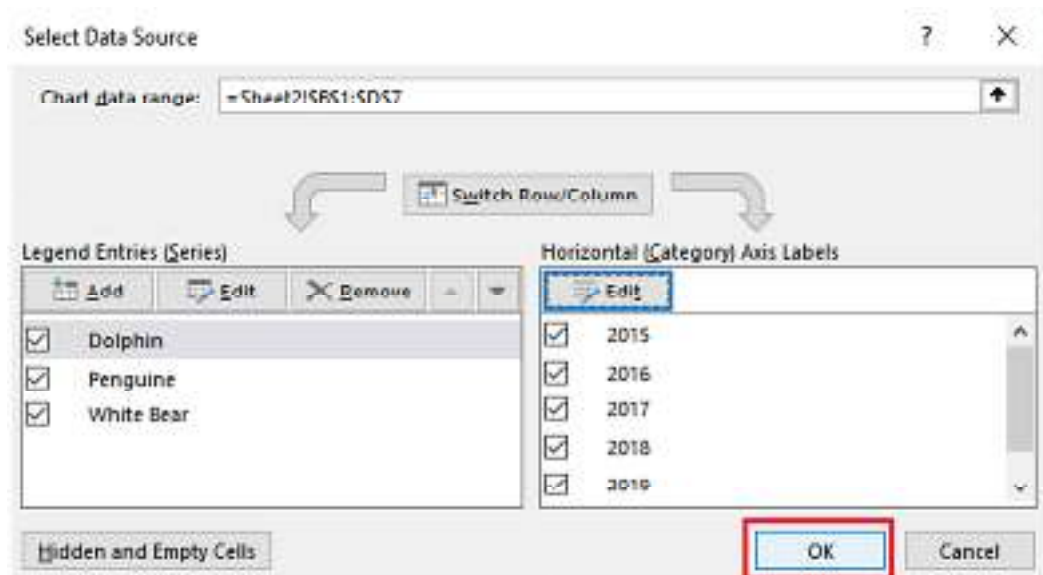 Select Data Source ?
Chart data range: =Sheet2!$B$1:$D$7
Switch Row/Column
Legend Entries (Series)
Add Edit Remove
Dolphin
Penguine
White Bear
Horizontal (Category) Axis Labels
Edit
2015
2016
2017
2018
2019
Hidden and Empty Cells
OK
Cancel